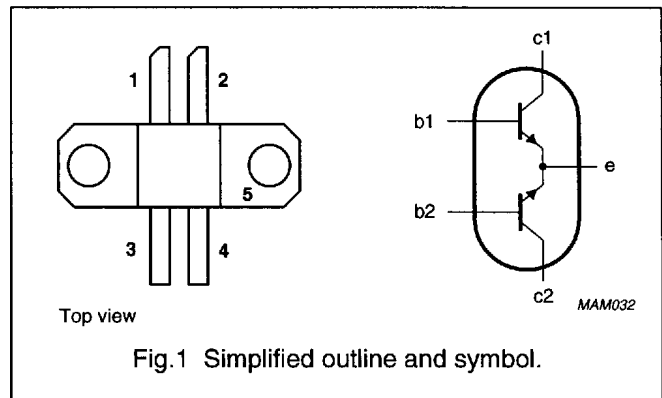 1
2
3
4
5
Top view
c1
b1
e
b2
c2
MAM032
Fig.1 Simplified outline and symbol.